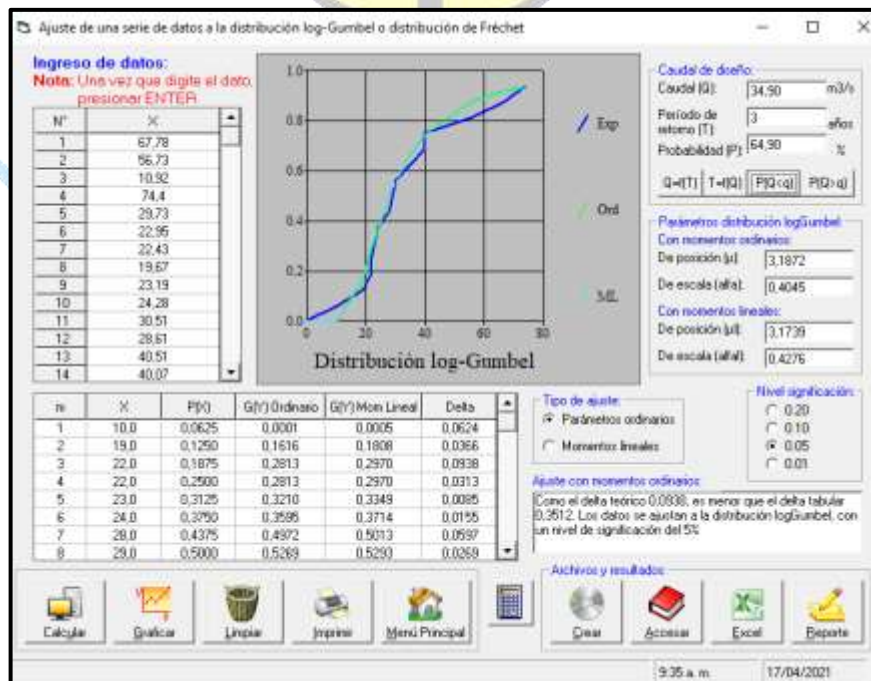 Ajuste de una serie de datos a la distribución log-Gumbel o distribución de Fréchet
Ingreso de datos:
Nota: Una vez que digite el dato, presionar ENTER
N° X
1 67,78
2 56,73
3 10,92
4 74,4
5 29,73
6 22,95
7 22,43
8 19,67
9 23,19
10 24,28
11 30,51
12 28,61
13 40,51
14 40,07
1.0
0.8
0.6
0.4
0.2
0.0
0 20 40 60 80
Distribución log-Gumbel
Exp
Ord
ML
Caudal de diseño:
Caudal (Q): 34,90 m3/s
Período de retorno (T): 3 años
Probabilidad (P): 64,90 %
Q=f(T) T=f(Q) P(Q<q) P(Q>q)
Parámetros distribución logGumbel:
Con momentos ordinarios:
De posición (µ) 3,1872
De escala (alfa) 0,4045
Con momentos lineales:
De posición (µl) 3,1739
De escala (alfal) 0,4276
m X P(X) G(Y) Ordinario G(Y) Mom Lineal Delta
1 10,0 0,0625 0,0001 0,0005 0,0624
2 19,0 0,1250 0,1616 0,1808 0,0366
3 22,0 0,1875 0,2813 0,2970 0,0938
4 22,0 0,2500 0,2813 0,2970 0,0313
5 23,0 0,3125 0,3210 0,3349 0,0085
6 24,0 0,3750 0,3595 0,3714 0,0155
7 28,0 0,4375 0,4972 0,5013 0,0597
8 29,0 0,5000 0,5269 0,5293 0,0269
Tipo de ajuste:
Parámetros ordinarios
Momentos lineales
Nivel significación:
0.20
0.10
0.05
0.01
Ajuste con momentos ordinarios:
Como el delta teórico 0,0938, es menor que el delta tabular
0,3512. Los datos se ajustan a la distribución logGumbel, con
un nivel de significación del 5%
Calcular
Graficar
Limpiar
Imprimir
Menú Principal
Archivos y resultados
Crear
Accesar
Excel
Reporte
9:35 a. m. 17/04/2021